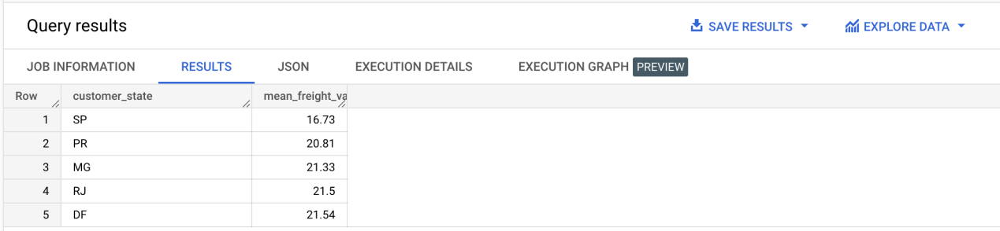 Query results SAVE RESULTS EXPLORE DATA
JOB INFORMATION RESULTS JSON EXECUTION DETAILS EXECUTION GRAPH PREVIEW
Row customer_state mean_freight_va
1 SP 16.73
2 PR 20.81
3 MG 21.33
4 RJ 21.5
5 DF 21.54